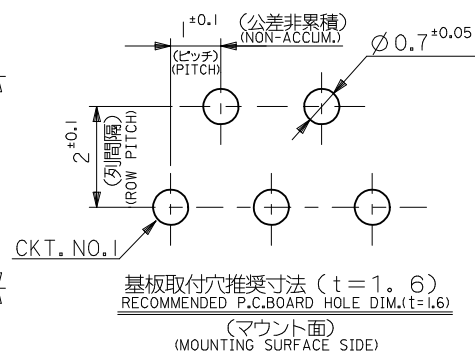 1±0.1
(公差非累積)
(NON-ACCUM.)
(ピッチ)
(PITCH)
Ø0.7±0.05
2±0.1
(列間隔)
(ROW PITCH)
CKT. NO.1
基板取付穴推奨寸法(t=1.6)
RECOMMENDED P.C.BOARD HOLE DIM.(t=1.6)
(マウント面)
(MOUNTING SURFACE SIDE)